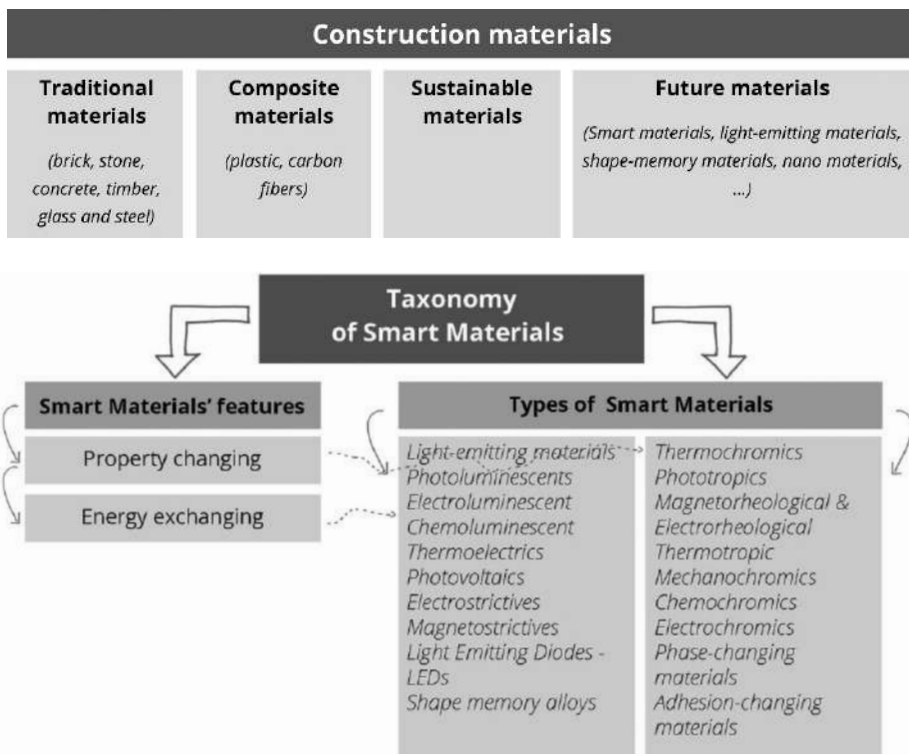 Construction materials
Traditional
materials
(brick, stone,
concrete, timber,
glass and steel)
Composite
materials
(plastic, carbon
fibers)
Sustainable
materials
Future materials
(Smart materials, light-emitting materials,
shape-memory materials, nano materials,
...)
Taxonomy
of Smart Materials
Smart Materials' features
Property changing
Energy exchanging
Types of Smart Materials
Light-emitting materials
Photoluminescents
Electroluminescent
Chemoluminescent
Thermoelectrics
Photovoltaics
Electrostrictives
Magnetostrictives
Light Emitting Diodes -
LEDs
Shape memory alloys
Thermochromics
Phototropics
Magnetorheological &
Electrorheological
Thermotropic
Mechanochromics
Chemochromics
Electrochromics
Phase-changing
materials
Adhesion-changing
materials